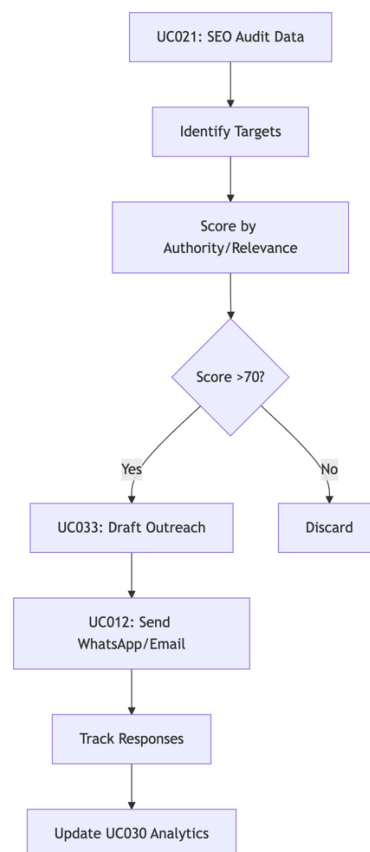 UC021: SEO Audit Data
Identify Targets
Score by
Authority/Relevance
Score >70?
Yes
No
UC033: Draft Outreach
Discard
UC012: Send
WhatsApp/Email
Track Responses
Update UC030 Analytics